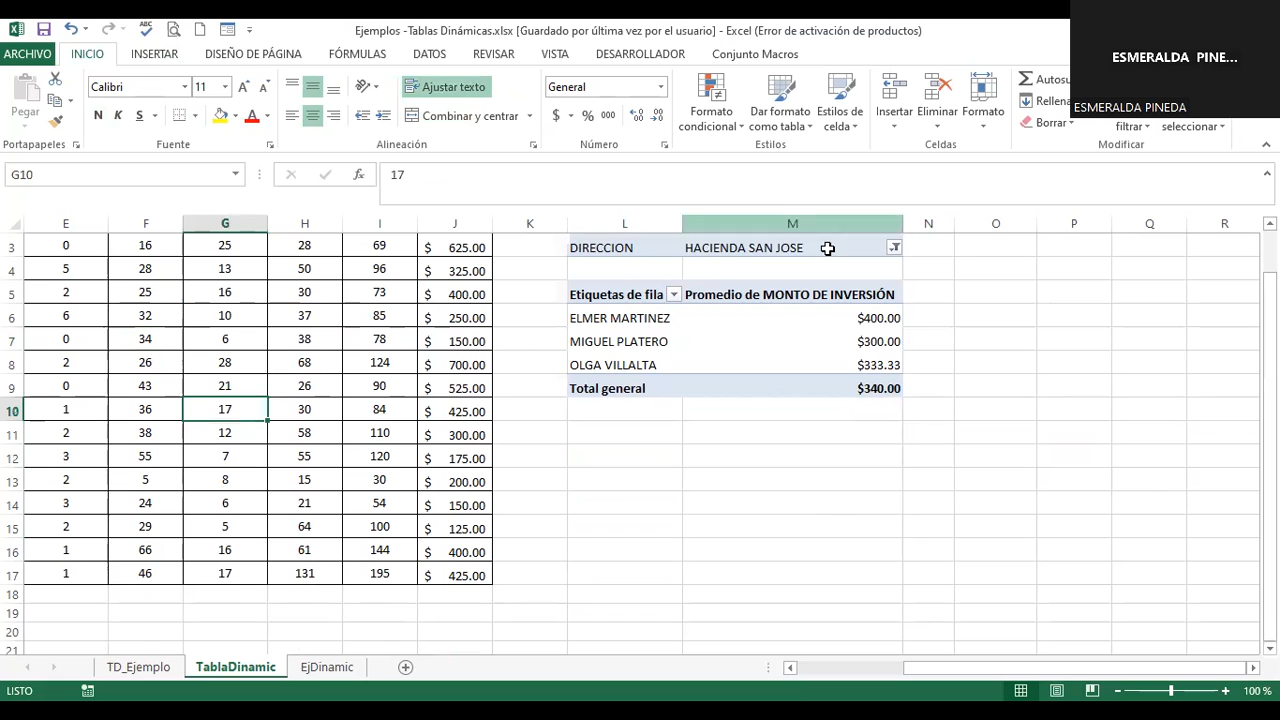 Ejemplos -Tablas Dinámicas.xlsx [Guardado por última vez por el usuario] - Excel (Error de activación de productos)
ESMERALDA PINE...
ESMERALDA PINEDA
ARCHIVO INICIO INSERTAR DISEÑO DE PÁGINA FÓRMULAS DATOS REVISAR VISTA DESARROLLADOR Conjunto Macros
Pegar
Calibri 11
N K S
Ajustar texto
Combinar y centrar
General
$ % 000
Formato condicional
Dar formato como tabla
Estilos de celda
Insertar Eliminar Formato
Autosu
Rellena
Borrar
filtrar seleccionar
Portapapeles Fuente Alineación Número Estilos Celdas Modificar
G10 fx 17
E F G H I J K L M N O P Q R
3 0 16 25 28 69 $ 625.00 DIRECCION HACIENDA SAN JOSE
4 5 28 13 50 96 $ 325.00
5 2 25 16 30 73 $ 400.00 Etiquetas de fila Promedio de MONTO DE INVERSIÓN
6 6 32 10 37 85 $ 250.00 ELMER MARTINEZ $400.00
7 0 34 6 38 78 $ 150.00 MIGUEL PLATERO $300.00
8 2 26 28 68 124 $ 700.00 OLGA VILLALTA $333.33
9 0 43 21 26 90 $ 525.00 Total general $340.00
10 1 36 17 30 84 $ 425.00
11 2 38 12 58 110 $ 300.00
12 3 55 7 55 120 $ 175.00
13 2 5 8 15 30 $ 200.00
14 3 24 6 21 54 $ 150.00
15 2 29 5 64 100 $ 125.00
16 1 66 16 61 144 $ 400.00
17 1 46 17 131 195 $ 425.00
18
19
20
21
TD_Ejemplo TablaDinamic EjDinamic
LISTO 100 %